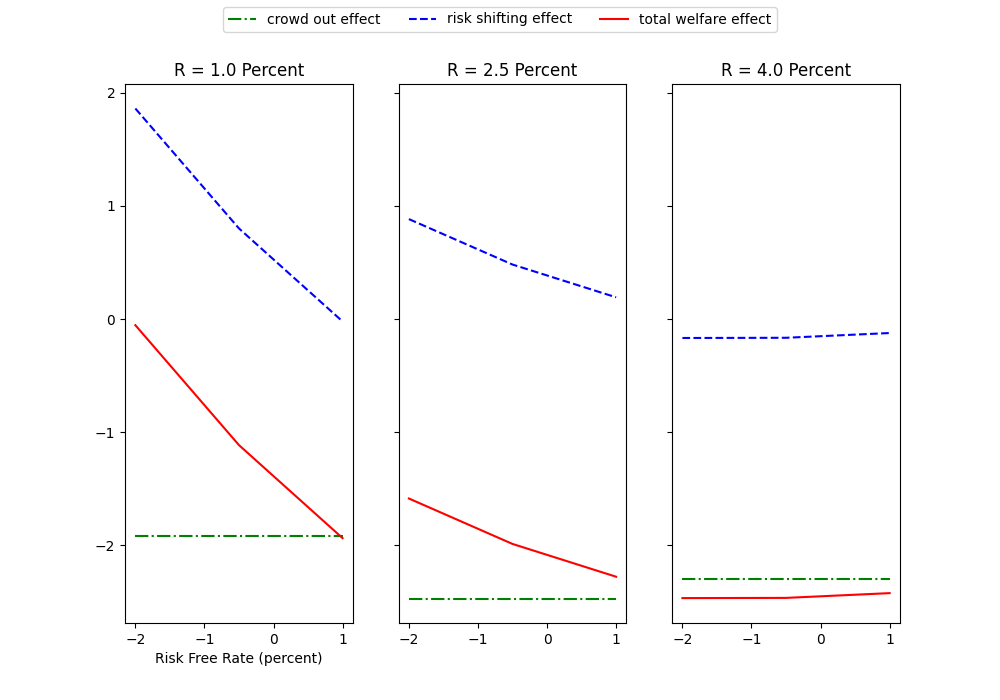 crowd out effect risk shifting effect total welfare effect
R = 1.0 Percent R = 2.5 Percent R = 4.0 Percent
2
1
0
−1
−2
−2 −1 0 1 −2 −1 0 1 −2 −1 0 1
Risk Free Rate (percent)